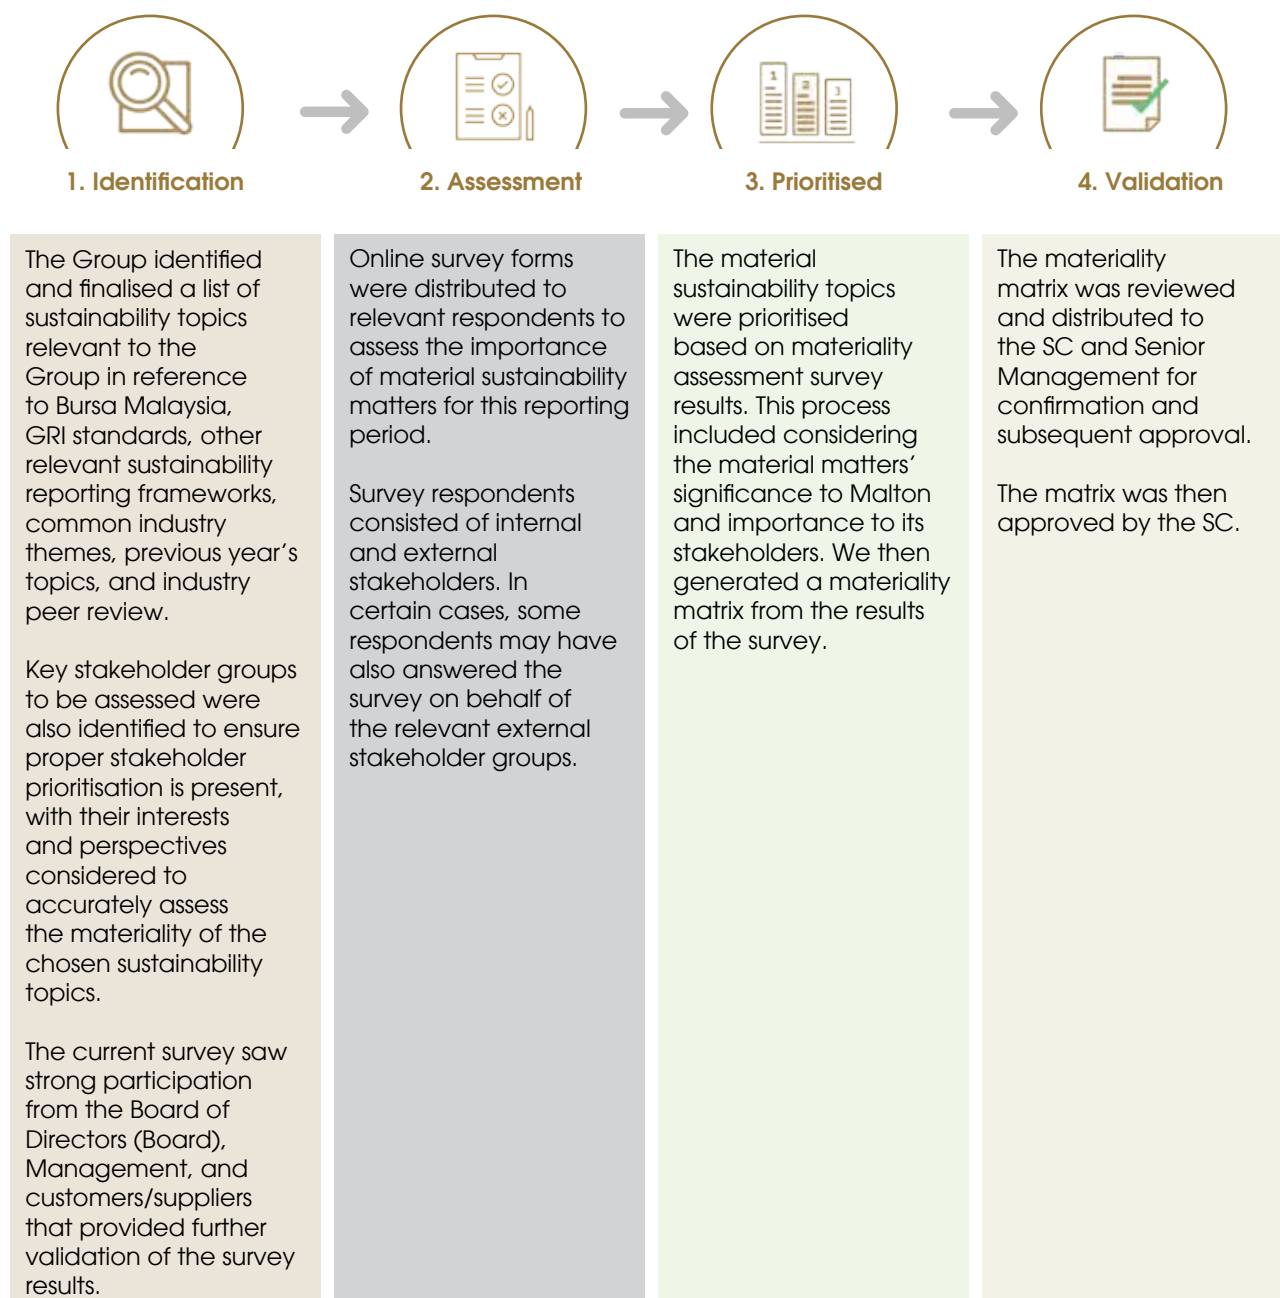 1
2
3
1. Identification
2. Assessment
3. Prioritised
4. Validation
The Group identified
and finalised a list of
sustainability topics
relevant to the
Group in reference
to Bursa Malaysia,
GRI standards, other
relevant sustainability
reporting frameworks,
common industry
themes, previous year’s
topics, and industry
peer review.
Key stakeholder groups
to be assessed were
also identified to ensure
proper stakeholder
prioritisation is present,
with their interests
and perspectives
considered to
accurately assess
the materiality of the
chosen sustainability
topics.
The current survey saw
strong participation
from the Board of
Directors (Board),
Management, and
customers/suppliers
that provided further
validation of the survey
results.
Online survey forms
were distributed to
relevant respondents to
assess the importance
of material sustainability
matters for this reporting
period.
Survey respondents
consisted of internal
and external
stakeholders. In
certain cases, some
respondents may have
also answered the
survey on behalf of
the relevant external
stakeholder groups.
The material
sustainability topics
were prioritised
based on materiality
assessment survey
results. This process
included considering
the material matters’
significance to Malton
and importance to its
stakeholders. We then
generated a materiality
matrix from the results
of the survey.
The materiality
matrix was reviewed
and distributed to
the SC and Senior
Management for
confirmation and
subsequent approval.
The matrix was then
approved by the SC.